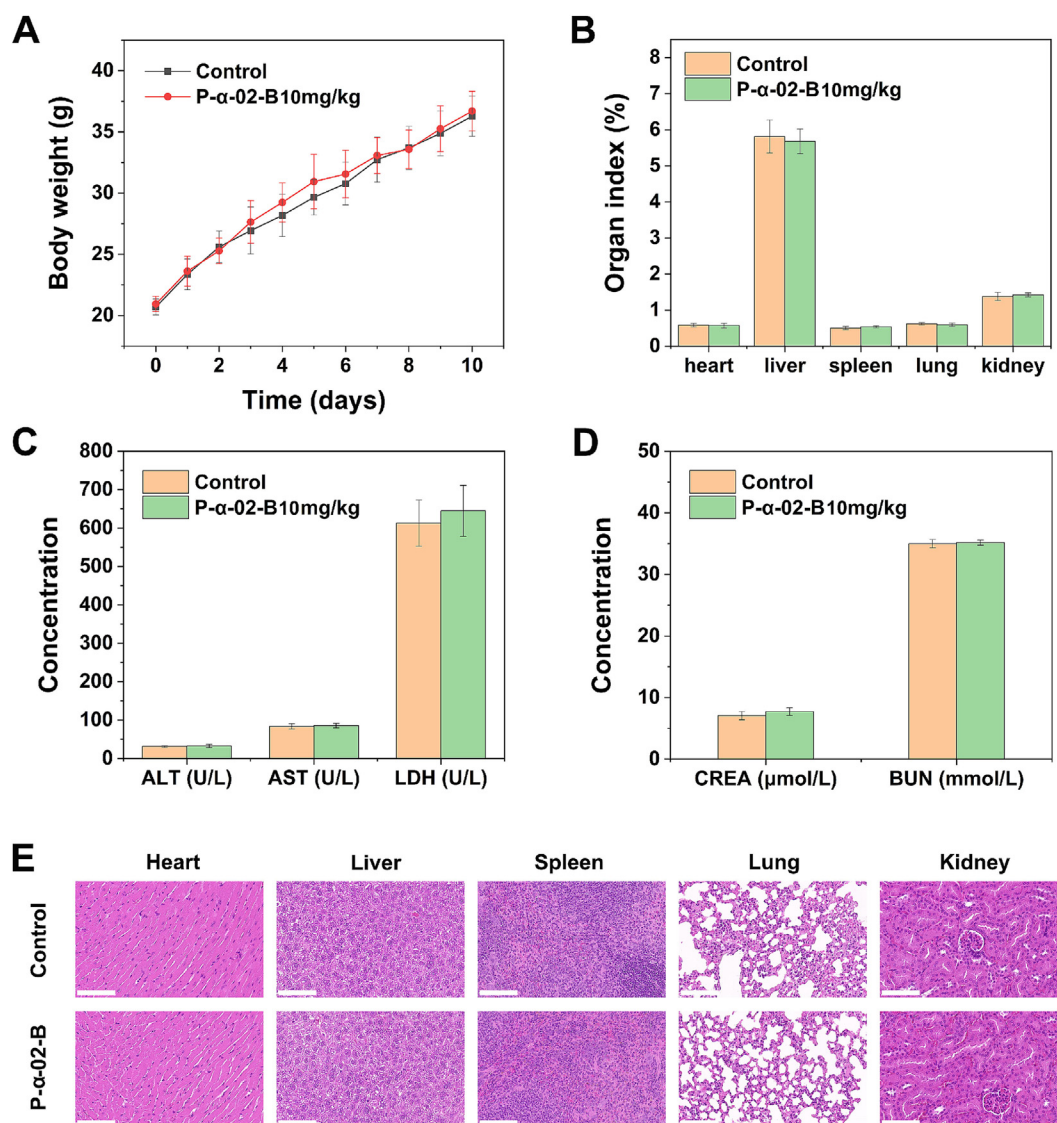 A
Control
P-α-02-B10mg/kg
Body weight (g)
40
35
30
25
20
0 2 4 6 8 10
Time (days)
B
Control
P-α-02-B10mg/kg
Organ index (%)
8
7
6
5
4
3
2
1
0
heart liver spleen lung kidney
C
Control
P-α-02-B10mg/kg
Concentration
800
700
600
500
400
300
200
100
0
ALT (U/L) AST (U/L) LDH (U/L)
D
Control
P-α-02-B10mg/kg
Concentration
50
40
30
20
10
0
CREA (μmol/L) BUN (mmol/L)
E
Heart Liver Spleen Lung Kidney
Control
P-α-02-B